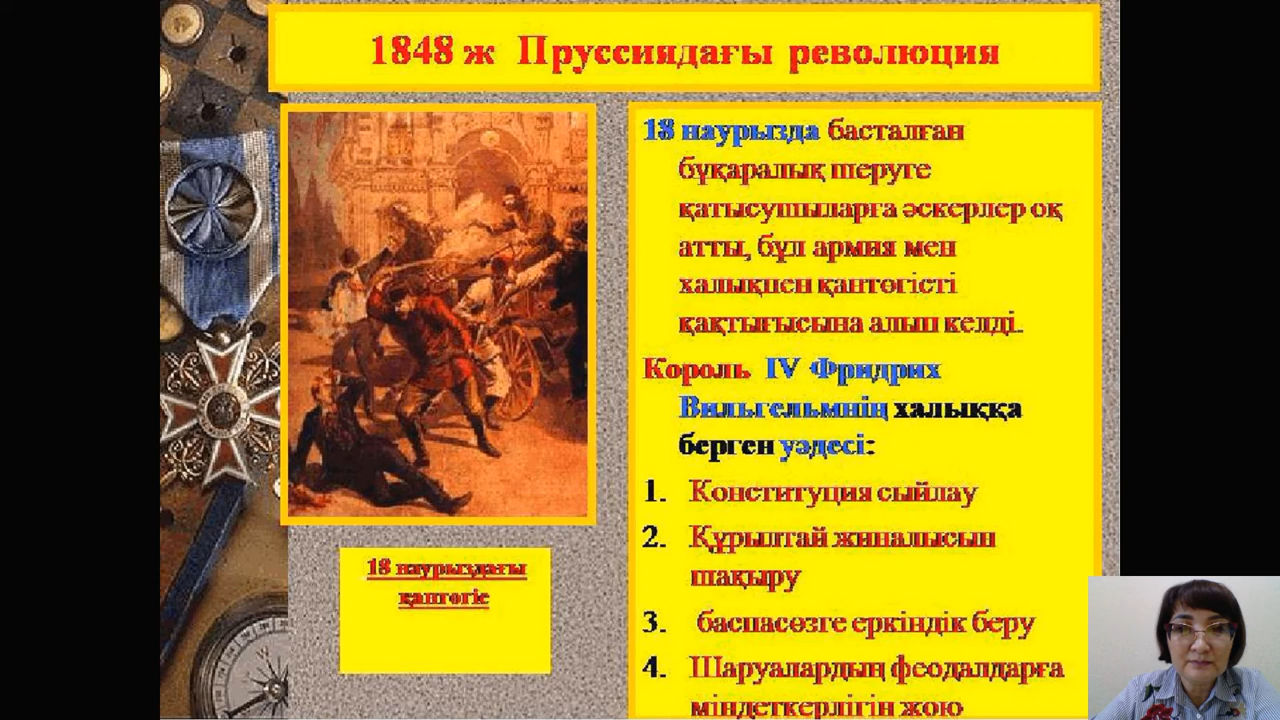 1848 ж Пруссиядағы революция
18 наурызда басталған
бұқаралық шеруге
қатысушыларға әскерлер оқ
атты, бұл армия мен
халықпен қантөгісті
қақтығысына алып келді.
Король IV Фридрих
Вильгельмнің халыққа
берген уәдесі:
1. Конституция сыйлау
2. Құрылтай жиналысын
шақыру
3. баспасөзге еркіндік беру
4. Шаруалардың феодалдарға
міндеткерлігін жою
18 наурыздағы
қантөгіс